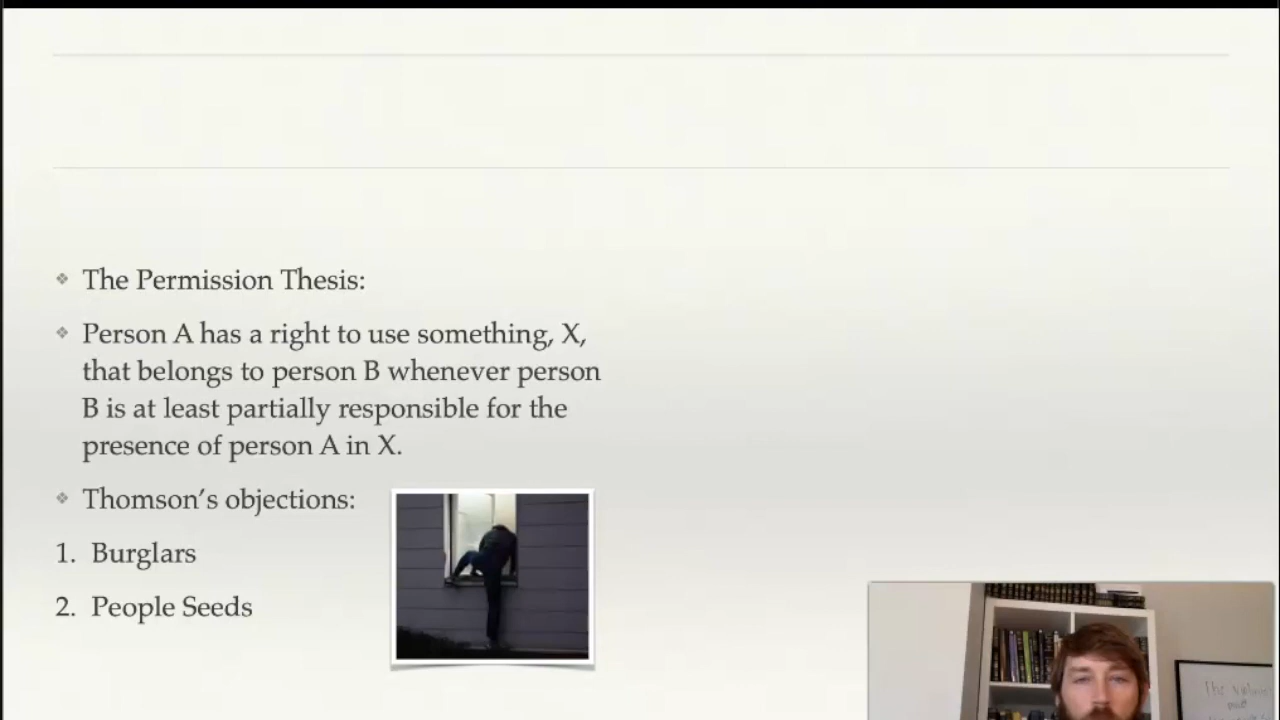 The Permission Thesis:
Person A has a right to use something, X,
that belongs to person B whenever person
B is at least partially responsible for the
presence of person A in X.
Thomson's objections:
1. Burglars
2. People Seeds
The